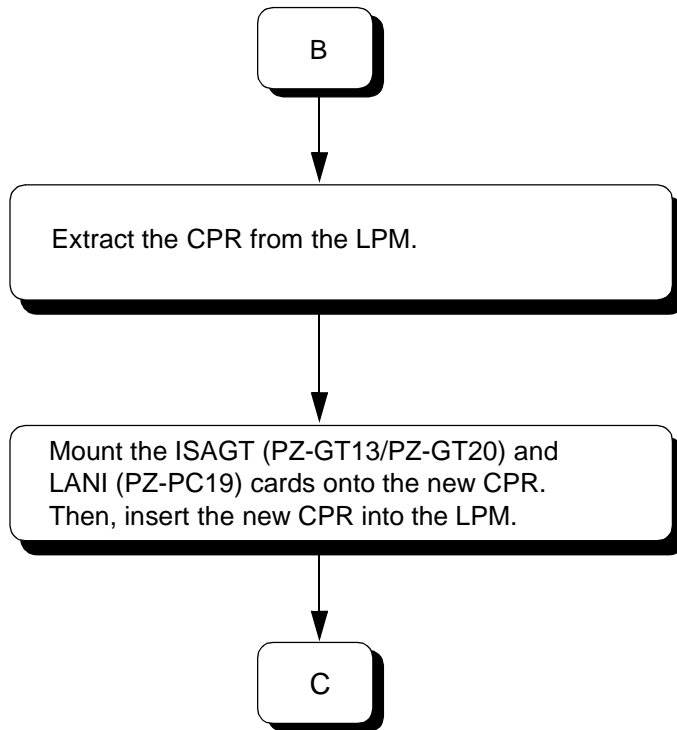 B
Extract the CPR from the LPM.
Mount the ISAGT (PZ-GT13/PZ-GT20) and
LANI (PZ-PC19) cards onto the new CPR.
Then, insert the new CPR into the LPM.
C